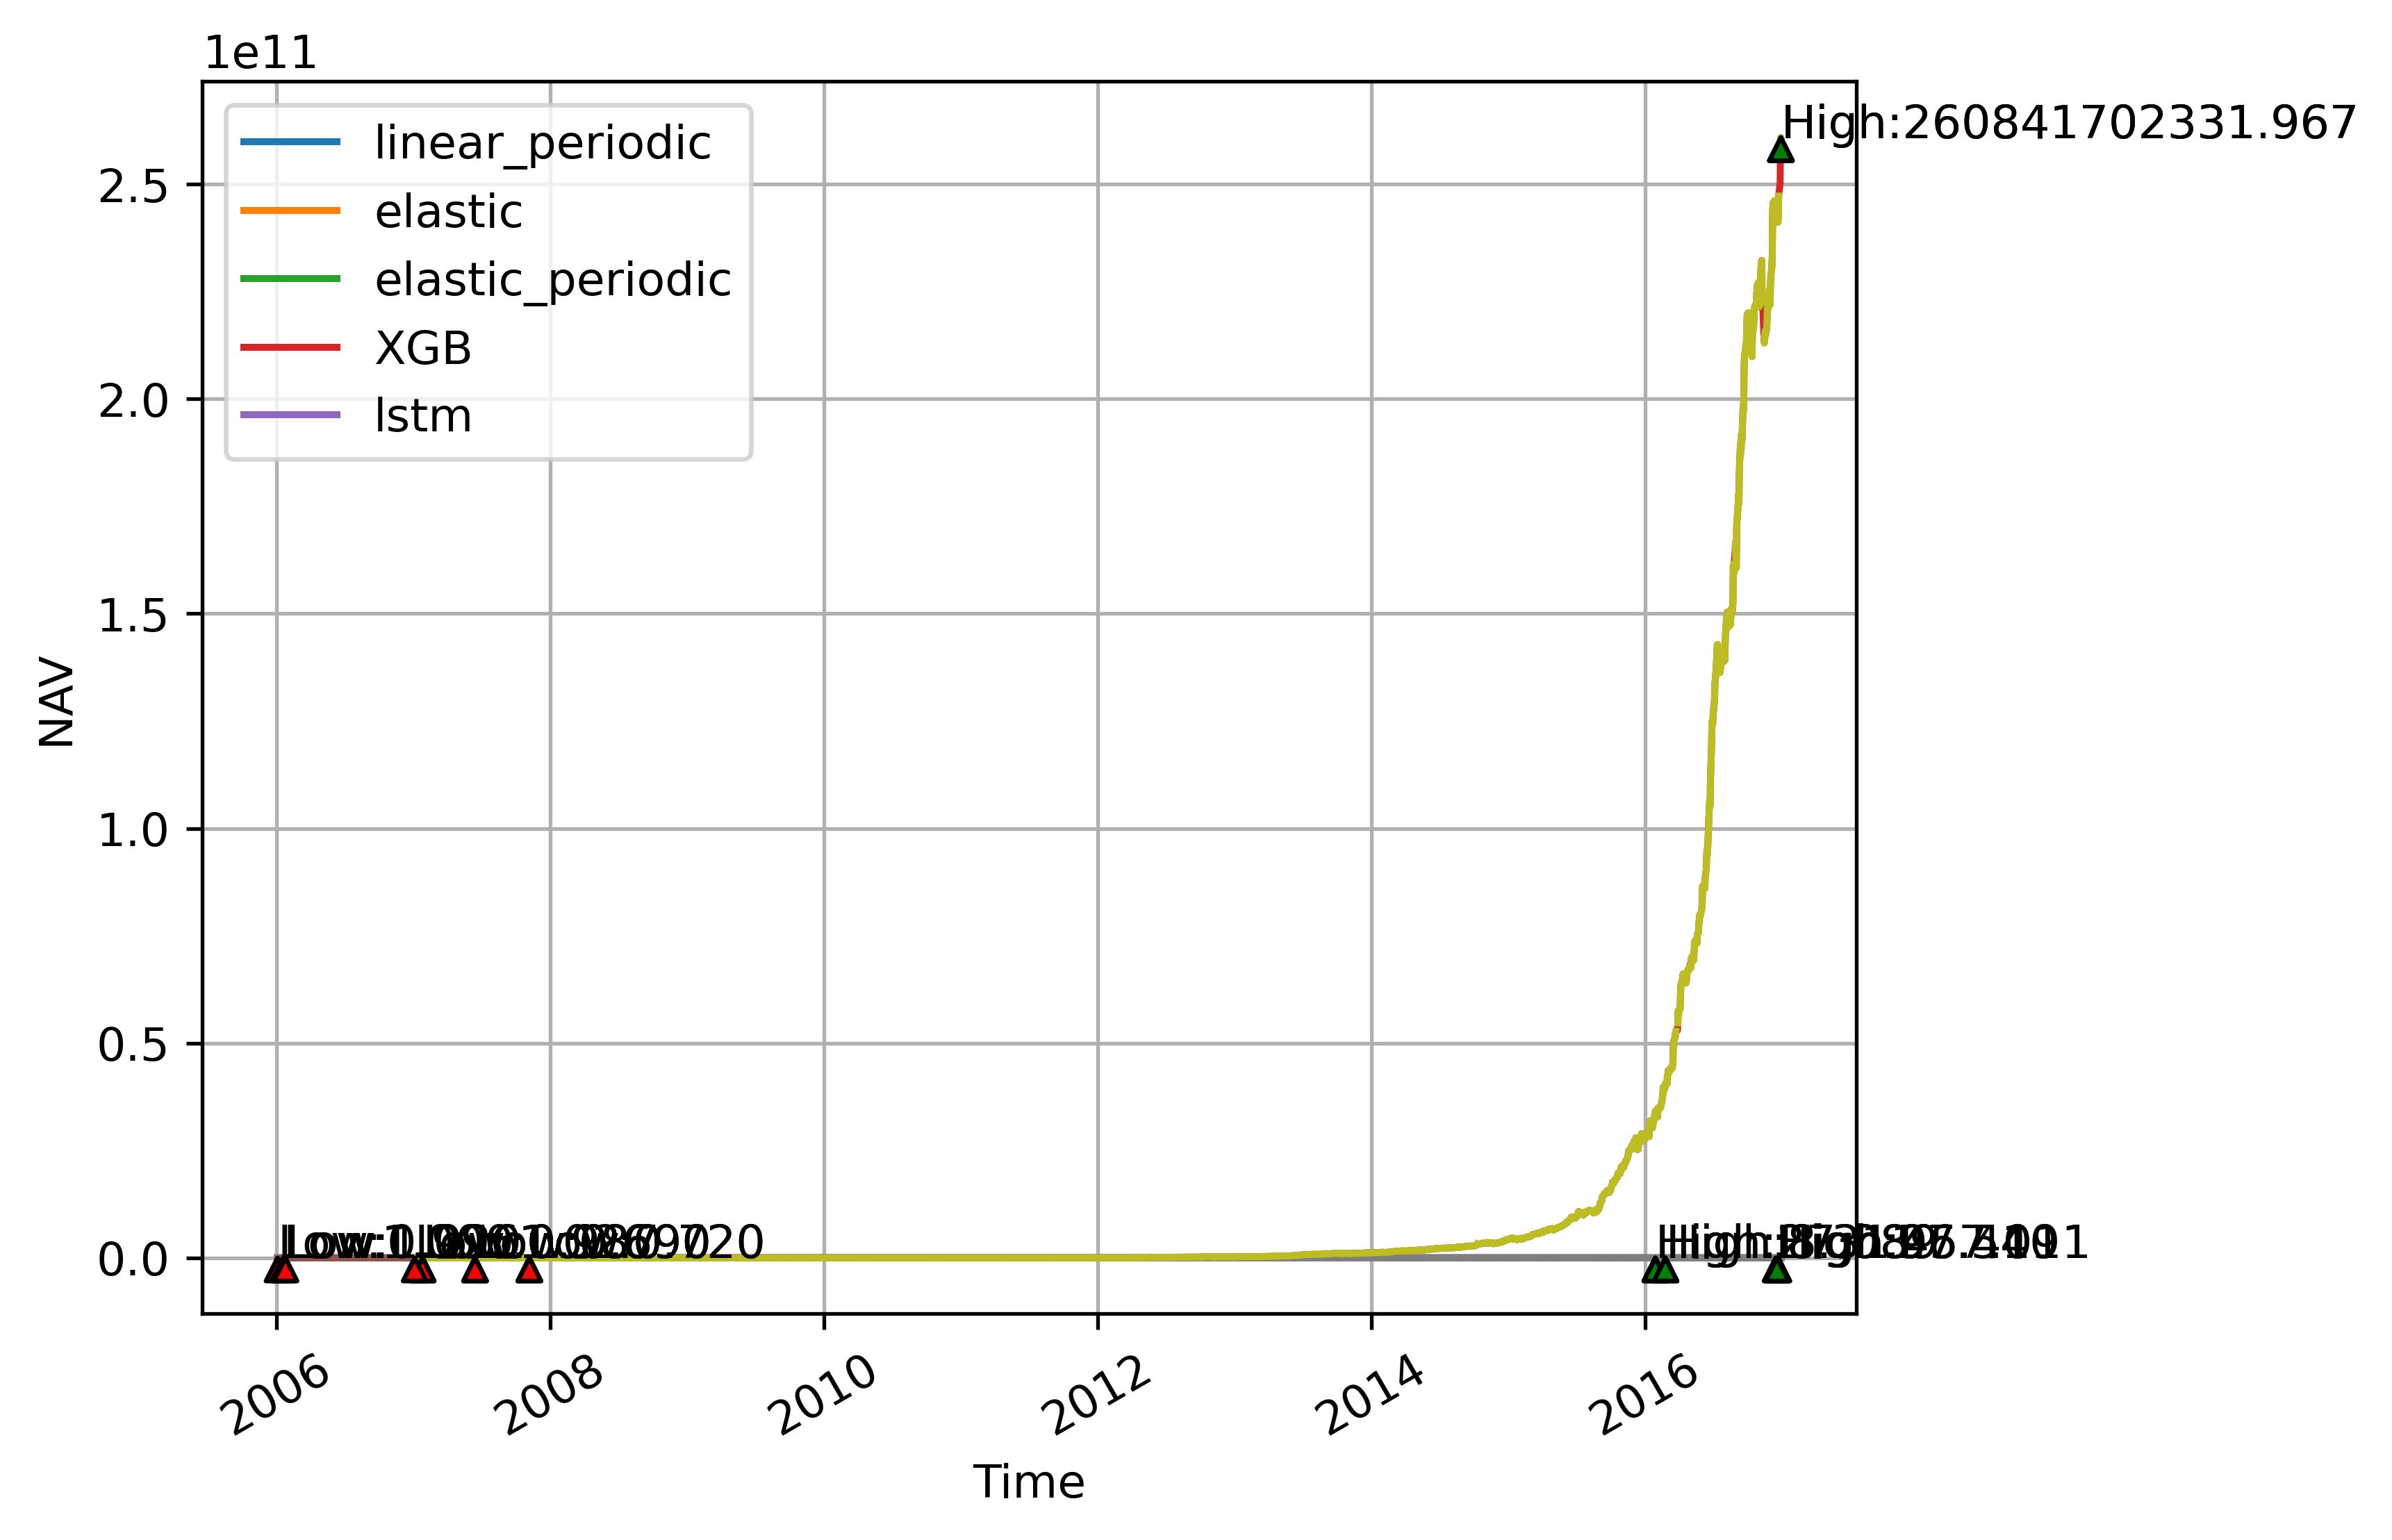 1e11
High:260841702331.967
linear_periodic
elastic
elastic_periodic
XGB
lstm
2.5
2.0
1.5
1.0
0.5
0.0
NAV
2006
2008
2010
2012
2014
2016
Time